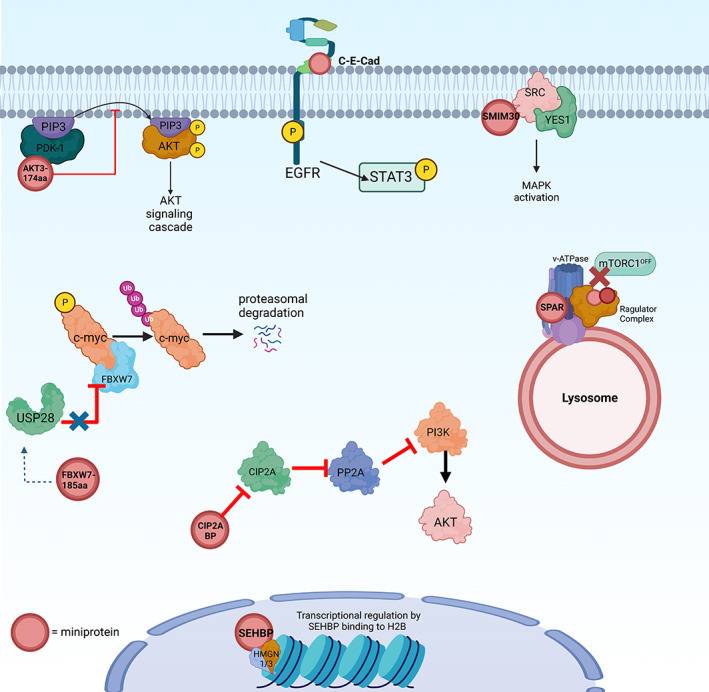 C-E-Cad
PIP3
PDK-1
AKT3-
174aa
PIP3
AKT
P
P
AKT
signaling
cascade
P
EGFR
STAT3
P
SRC
SMIM30
YES1
MAPK
activation
v-ATPase
mTORC1OFF
SPAR
Ragulator
Complex
Lysosome
P
c-myc
FBXW7
Ub
Ub
Ub
Ub
c-myc
proteasomal
degradation
USP28
FBXW7-
185aa
CIP2A
BP
CIP2A
PP2A
PI3K
AKT
= miniprotein
Transcriptional regulation by
SEHBP binding to H2B
SEHBP
HMGN
1/3